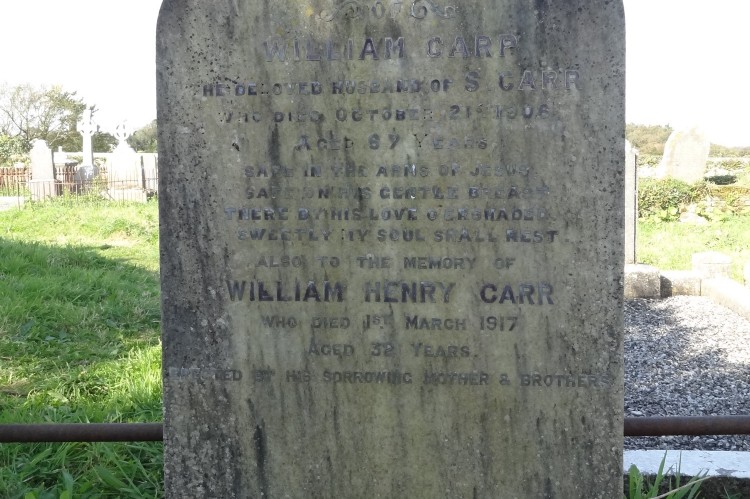 WILLIAM CARR
THE BELOVED HUSBAND OF S CARR
WHO DIED OCTOBER 21ST 1906
AGED 67 YEARS
SAFE IN THE ARMS OF JESUS
SAFE ON HIS GENTLE BREAST
THERE BY HIS LOVE OERSHADED
SWEETLY MY SOUL SHALL REST
ALSO TO THE MEMORY OF
WILLIAM HENRY CARR
WHO DIED 1ST MARCH 1917
AGED 32 YEARS.
ERECTED BY HIS SORROWING MOTHER & BROTHERS